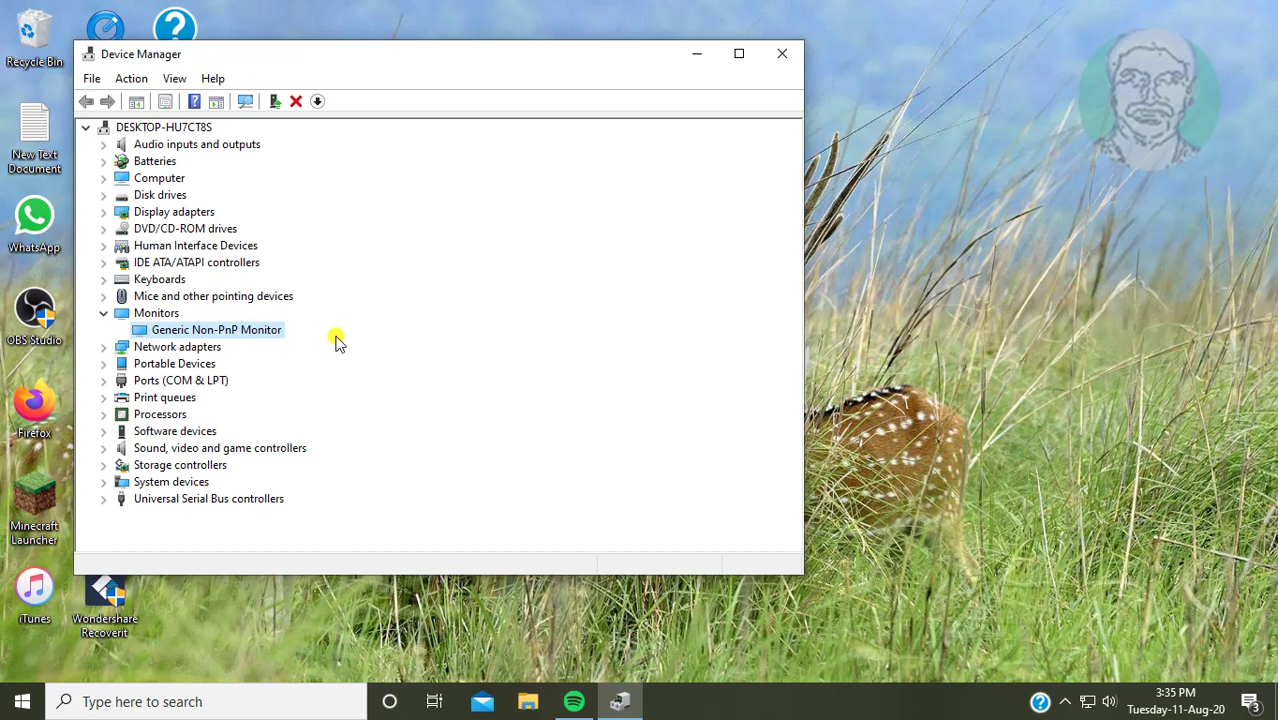 Recycle Bin
New Text
Document
WhatsApp
OBS Studio
Firefox
Minecraft
Launcher
iTunes
Wondershare
Recoverit
Device Manager
File Action View Help
DESKTOP-HU7CT8S
Audio inputs and outputs
Batteries
Computer
Disk drives
Display adapters
DVD/CD-ROM drives
Human Interface Devices
IDE ATA/ATAPI controllers
Keyboards
Mice and other pointing devices
Monitors
Generic Non-PnP Monitor
Network adapters
Portable Devices
Ports (COM & LPT)
Print queues
Processors
Software devices
Sound, video and game controllers
Storage controllers
System devices
Universal Serial Bus controllers
Type here to search
3:35 PM
Tuesday-11-Aug-20
3